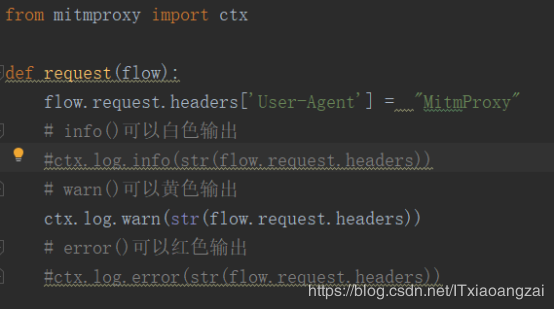 from mitmproxy import ctx
def request(flow):
flow.request.headers['User-Agent'] = "MitmProxy"
# info()可以白色输出
#ctx.log.info(str(flow.request.headers))
# warn()可以黄色输出
ctx.log.warn(str(flow.request.headers))
# error()可以红色输出
#ctx.log.error(str(flow.request.headers))
https://blog.csdn.net/ITxiaoangzai